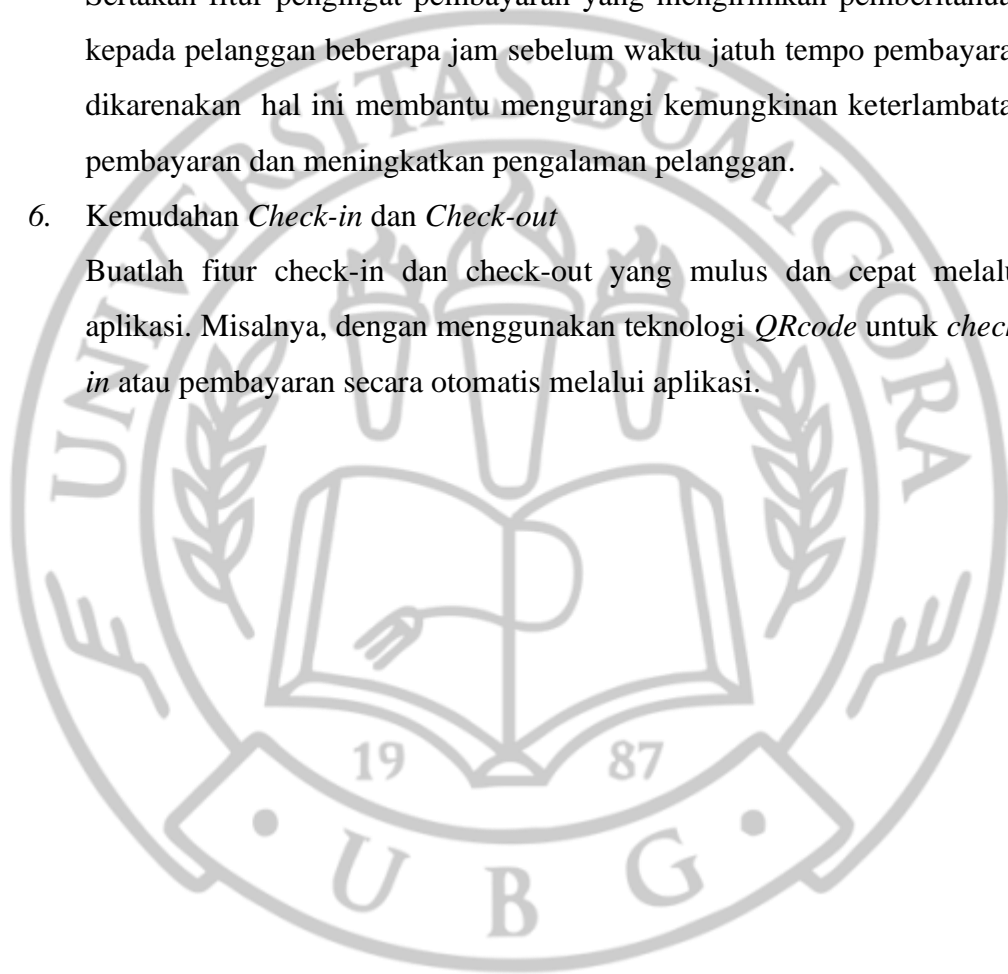 Sertakan fitur pengingat pembayaran yang mengirimkan pemberitahua
kepada pelanggan beberapa jam sebelum waktu jatuh tempo pembayara
dikarenakan hal ini membantu mengurangi kemungkinan keterlambata
pembayaran dan meningkatkan pengalaman pelanggan.
6. Kemudahan Check-in dan Check-out
Buatlah fitur check-in dan check-out yang mulus dan cepat melalu
aplikasi. Misalnya, dengan menggunakan teknologi QRcode untuk check
in atau pembayaran secara otomatis melalui aplikasi.
UNIVERSITAS BUMIGORA
19 87
U B G